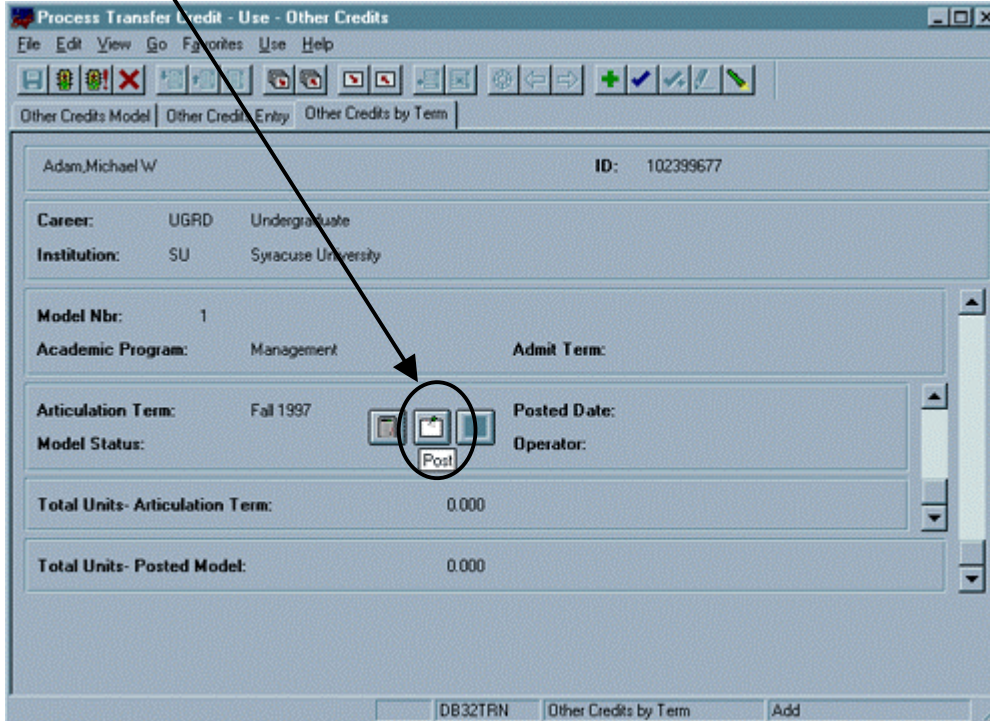 Process Transfer Credit - Use - Other Credits
File Edit View Go Favorites Use Help
Other Credits Model Other Credits Entry Other Credits by Term
Adam,Michael W ID: 102399677
Career: UGRD Undergraduate
Institution: SU Syracuse University
Model Nbr: 1
Academic Program: Management Admit Term:
Articulation Term: Fall 1997 Posted Date:
Model Status: Operator:
Post
Total Units- Articulation Term: 0.000
Total Units- Posted Model: 0.000
DB32TRN Other Credits by Term Add